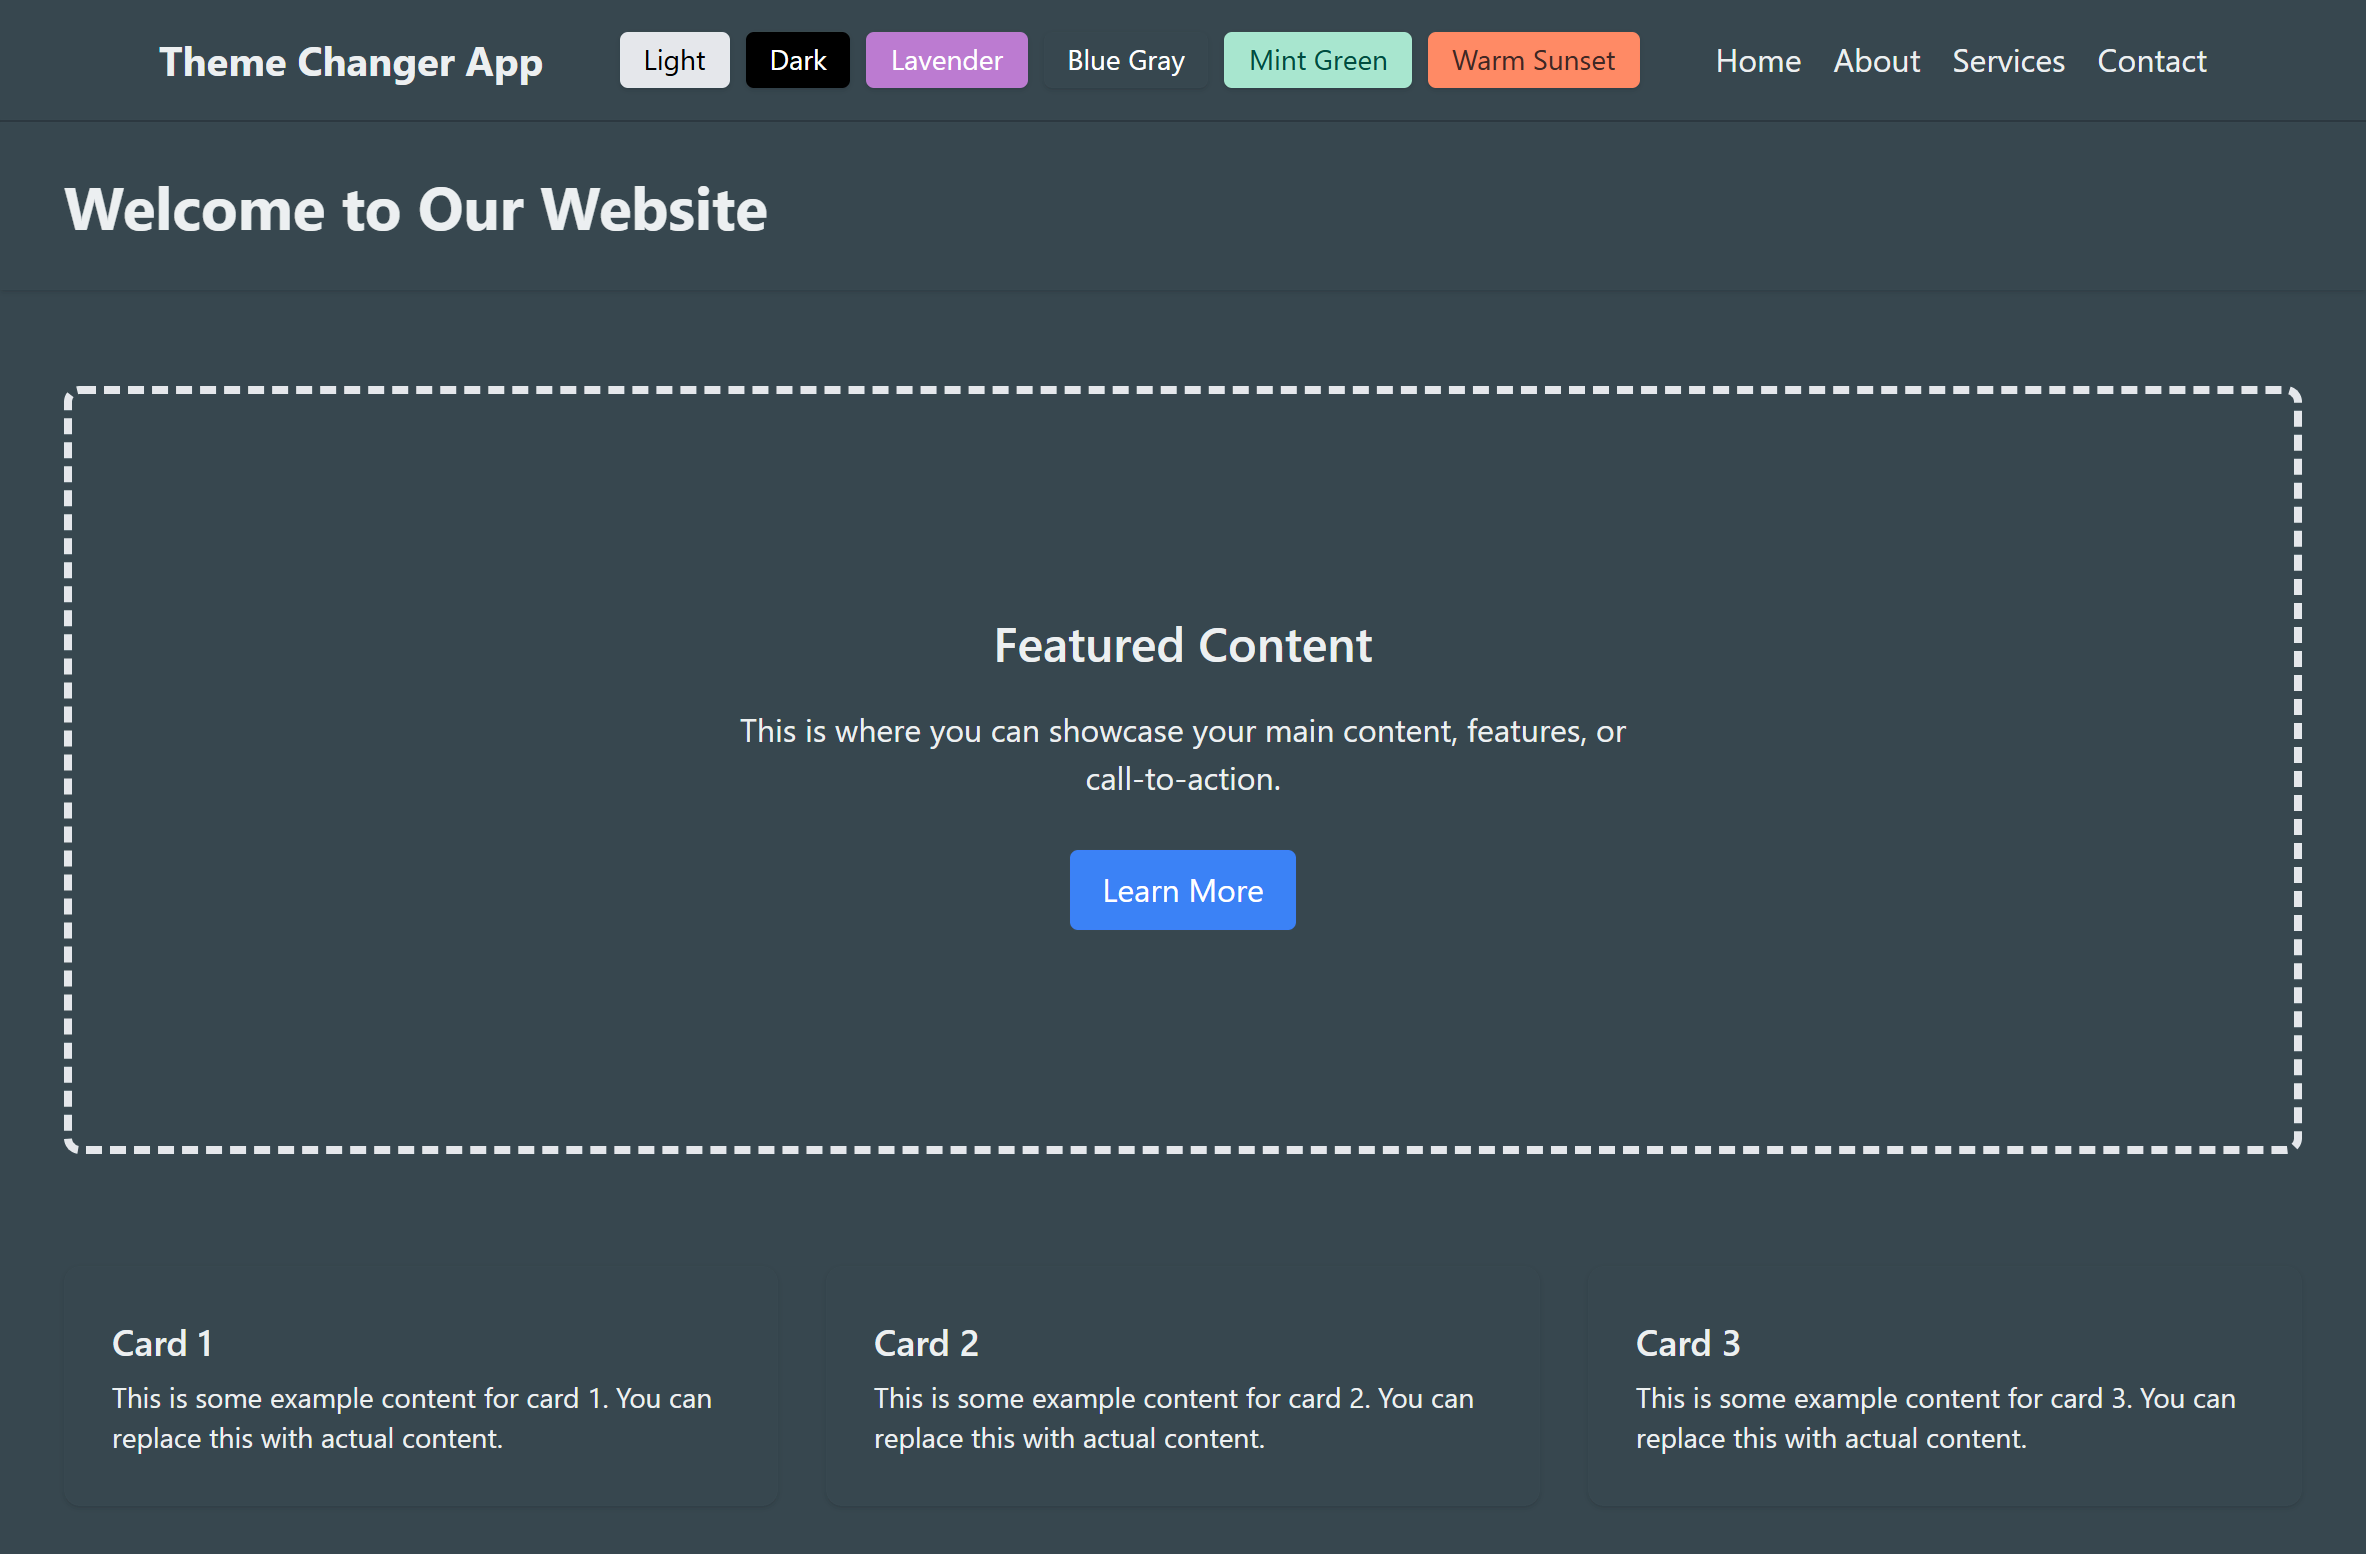 Theme Changer App
Light
Dark
Lavender
Blue Gray
Mint Green
Warm Sunset
Home
About
Services
Contact
Welcome to Our Website
Featured Content
This is where you can showcase your main content, features, or
call-to-action.
Learn More
Card 1
This is some example content for card 1. You can
replace this with actual content.
Card 2
This is some example content for card 2. You can
replace this with actual content.
Card 3
This is some example content for card 3. You can
replace this with actual content.